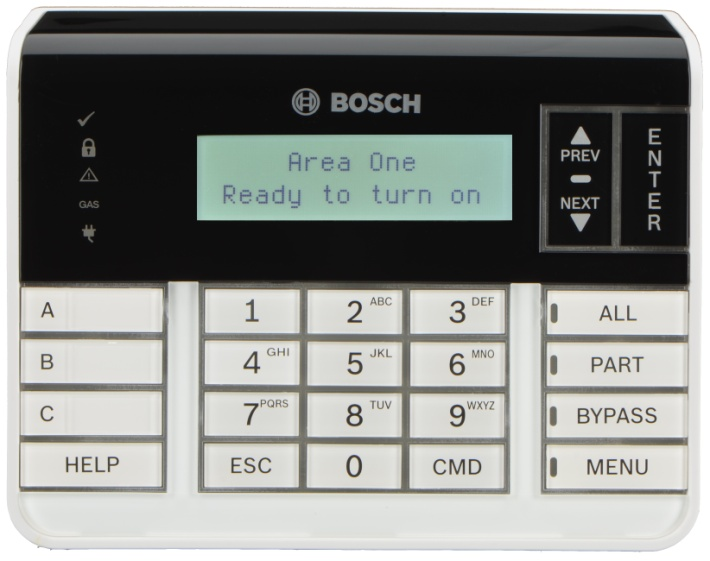 BOSCH
Area One
Ready to turn on
GAS
PREV
NEXT
ENTER
A
1
2 ABC
3 DEF
ALL
B
4 GHI
5 JKL
6 MNO
PART
C
7 PQRS
8 TUV
9 WXYZ
BYPASS
HELP
ESC
0
CMD
MENU